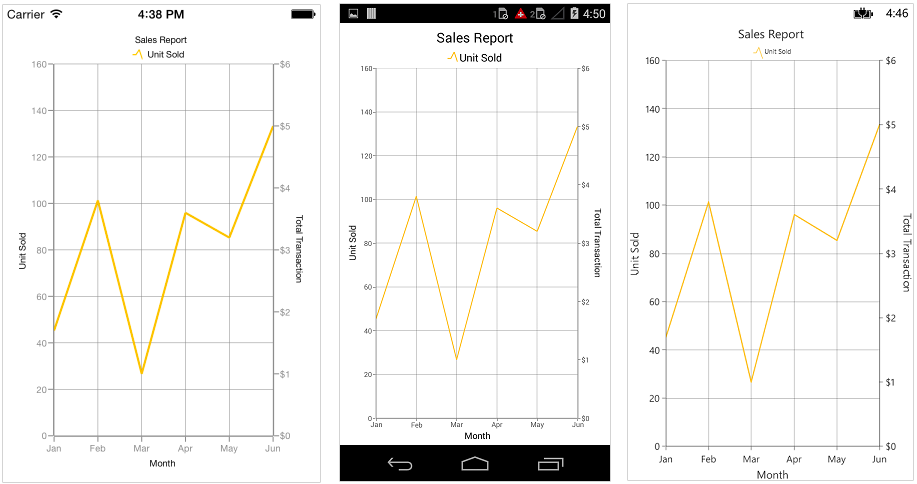 Carrier 4:38 PM
Sales Report
Unit Sold
160
140
120
100
80
60
40
20
0
Unit Sold
$6
$5
$4
$3
$2
$1
$0
Total Transaction
Jan Feb Mar Apr May Jun
Month
1 2 4:50
Sales Report
Unit Sold
160
140
120
100
80
60
40
20
0
Unit Sold
$6
$5
$4
$3
$2
$1
$0
Total Transaction
Jan Feb Mar Apr May Jun
Month
4:46
Sales Report
Unit Sold
160
140
120
100
80
60
40
20
0
Unit Sold
$6
$5
$4
$3
$2
$1
$0
Total Transaction
Jan Feb Mar Apr May Jun
Month